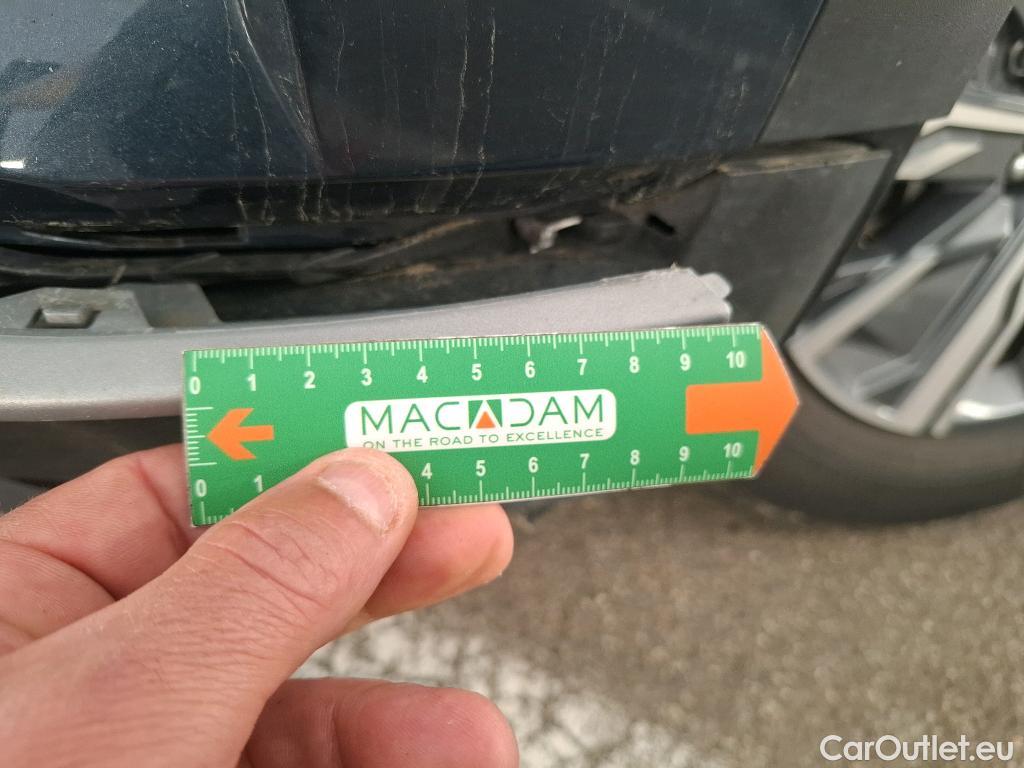 0 1 2 3 4 5 6 7 8 9 10
MACADAM
ON THE ROAD TO EXCELLENCE
0 1 4 5 6 7 8 9 10
CarOutlet.eu